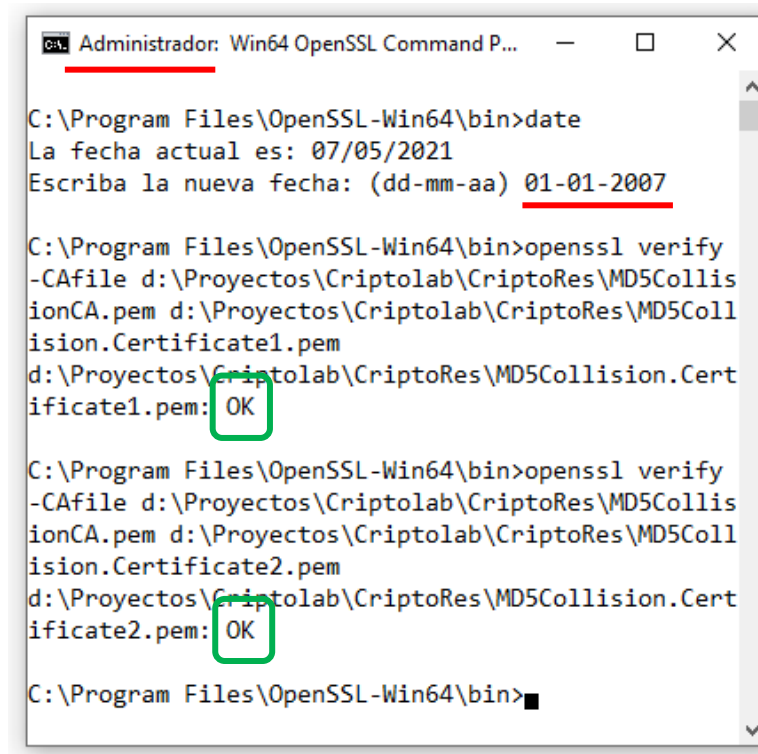 Administrador: Win64 OpenSSL Command P...
C:\Program Files\OpenSSL-Win64\bin>date
La fecha actual es: 07/05/2021
Escriba la nueva fecha: (dd-mm-aa) 01-01-2007
C:\Program Files\OpenSSL-Win64\bin>openssl verify
-CAfile d:\Proyectos\Criptolab\CriptoRes\MD5Collis
ionCA.pem d:\Proyectos\Criptolab\CriptoRes\MD5Coll
ision.Certificate1.pem
d:\Proyectos\Criptolab\CriptoRes\MD5Collision.Cert
ificate1.pem: OK
C:\Program Files\OpenSSL-Win64\bin>openssl verify
-CAfile d:\Proyectos\Criptolab\CriptoRes\MD5Collis
ionCA.pem d:\Proyectos\Criptolab\CriptoRes\MD5Coll
ision.Certificate2.pem
d:\Proyectos\Criptolab\CriptoRes\MD5Collision.Cert
ificate2.pem: OK
C:\Program Files\OpenSSL-Win64\bin>